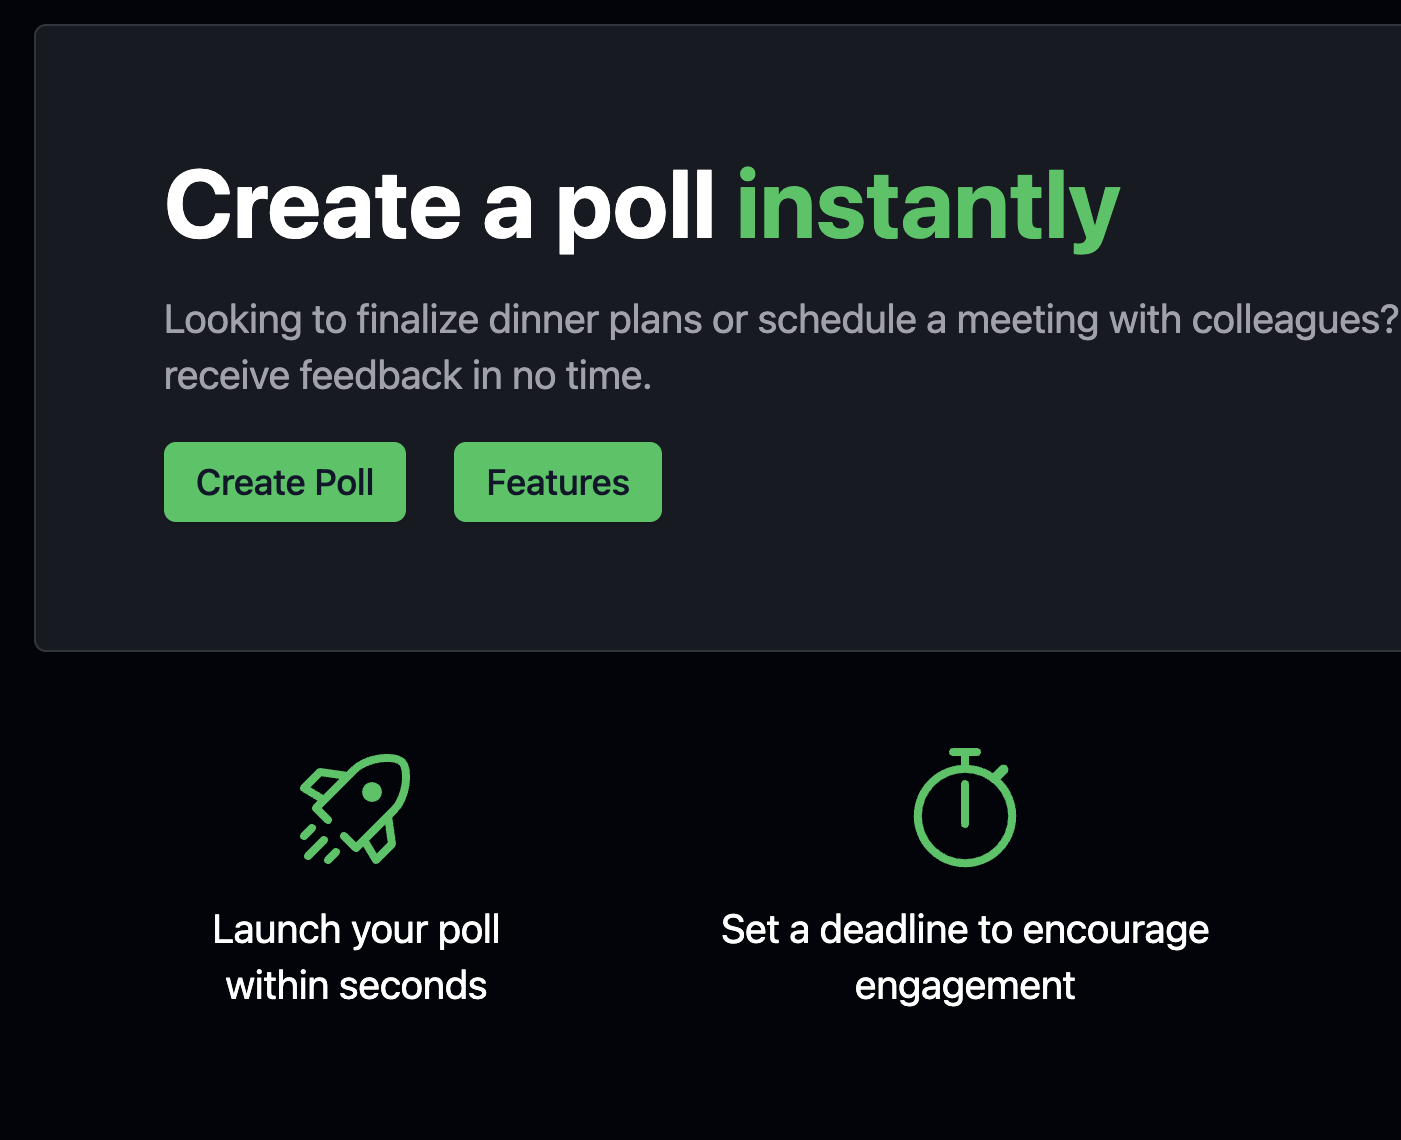 Create a poll instantly
Looking to finalize dinner plans or schedule a meeting with colleagues?
receive feedback in no time.
Create Poll
Features
Launch your poll
within seconds
Set a deadline to encourage
engagement